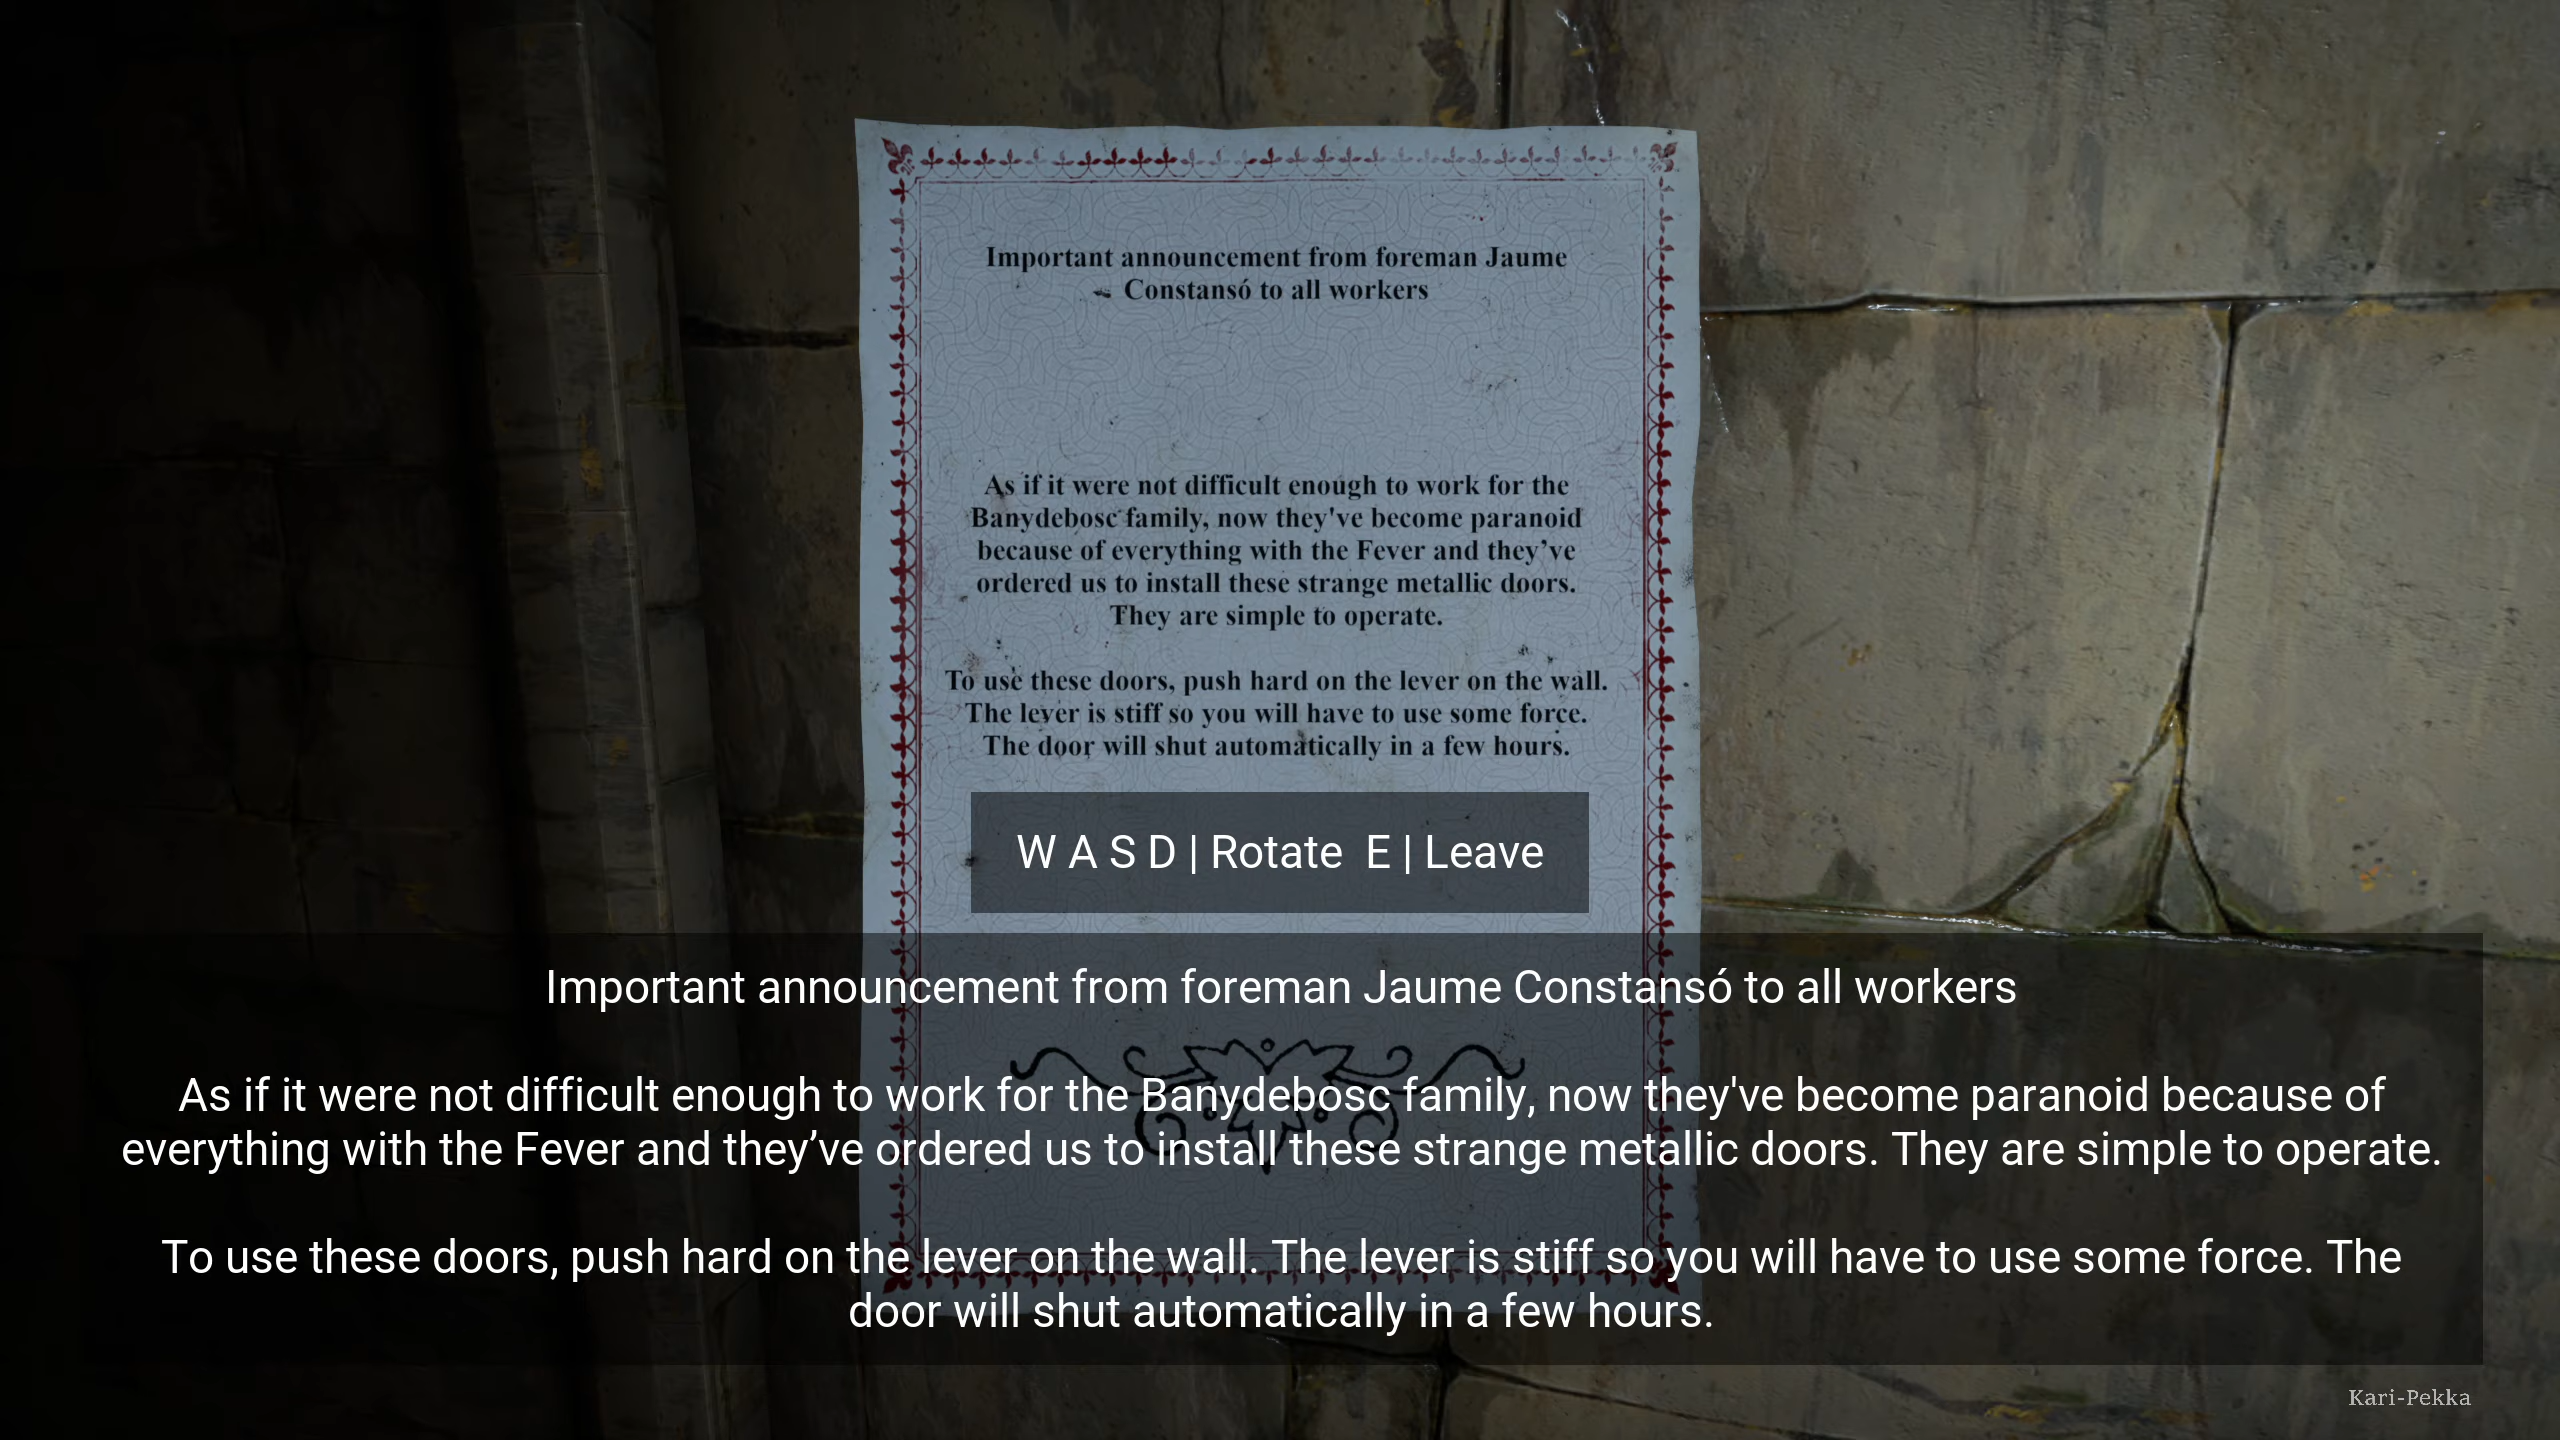 Important announcement from foreman Jaume
Constansó to all workers
As if it were not difficult enough to work for the
Banydebosc family, now they've become paranoid
because of everything with the Fever and they’ve
ordered us to install these strange metallic doors.
They are simple to operate.
To use these doors, push hard on the lever on the wall.
The lever is stiff so you will have to use some force.
The door will shut automatically in a few hours.
W A S D | Rotate E | Leave
Important announcement from foreman Jaume Constansó to all workers
As if it were not difficult enough to work for the Banydebosc family, now they've become paranoid because of
everything with the Fever and they’ve ordered us to install these strange metallic doors. They are simple to operate.
To use these doors, push hard on the lever on the wall. The lever is stiff so you will have to use some force. The
door will shut automatically in a few hours.
Kari-Pekka